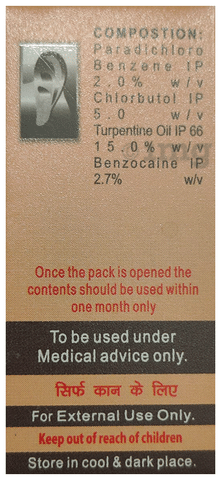 COMPOSTION:
Paradichloro
Benzene IP
2.0% w/v
Chlorbutol IP
5.0 w/v
Turpentine Oil IP 66
15.0% w/v
Benzocaine IP
2.7% w/v
Once the pack is opened the
contents should be used within
one month only
To be used under
Medical advice only.
सिर्फ कान के लिए
For External Use Only.
Keep out of reach of children
Store in cool & dark place.